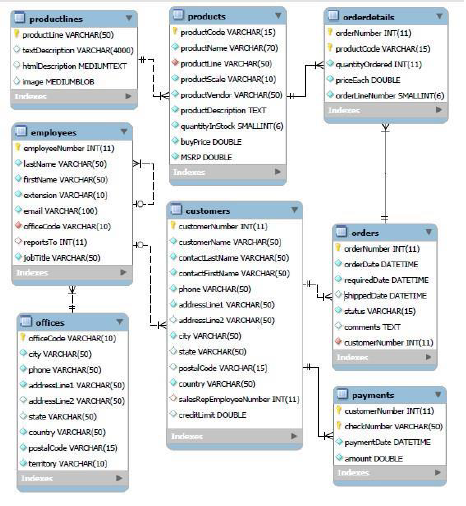 productlines
productLine VARCHAR(50)
textDescription VARCHAR(4000)
htmlDescription MEDIUMTEXT
image MEDIUMBLOB
Indexes
products
productCode VARCHAR(15)
productName VARCHAR(70)
productLine VARCHAR(50)
productScale VARCHAR(10)
productVendor VARCHAR(50)
productDescription TEXT
quantityInStock SMALLINT(6)
buyPrice DOUBLE
MSRP DOUBLE
Indexes
orderdetails
orderNumber INT(11)
productCode VARCHAR(15)
quantityOrdered INT(11)
priceEach DOUBLE
orderLineNumber SMALLINT(6)
Indexes
employees
employeeNumber INT(11)
lastName VARCHAR(50)
firstName VARCHAR(50)
extension VARCHAR(10)
email VARCHAR(100)
officeCode VARCHAR(10)
reportsTo INT(11)
jobTitle VARCHAR(50)
Indexes
customers
customerNumber INT(11)
customerName VARCHAR(50)
contactLastName VARCHAR(50)
contactFirstName VARCHAR(50)
phone VARCHAR(50)
addressLine1 VARCHAR(50)
addressLine2 VARCHAR(50)
city VARCHAR(50)
state VARCHAR(50)
postalCode VARCHAR(15)
country VARCHAR(50)
salesRepEmployeeNumber INT(11)
creditLimit DOUBLE
Indexes
orders
orderNumber INT(11)
orderDate DATETIME
requiredDate DATETIME
shippedDate DATETIME
status VARCHAR(15)
comments TEXT
customerNumber INT(11)
Indexes
offices
officeCode VARCHAR(10)
city VARCHAR(50)
phone VARCHAR(50)
addressLine1 VARCHAR(50)
addressLine2 VARCHAR(50)
state VARCHAR(50)
country VARCHAR(50)
postalCode VARCHAR(15)
territory VARCHAR(10)
Indexes
payments
customerNumber INT(11)
checkNumber VARCHAR(50)
paymentDate DATETIME
amount DOUBLE
Indexes